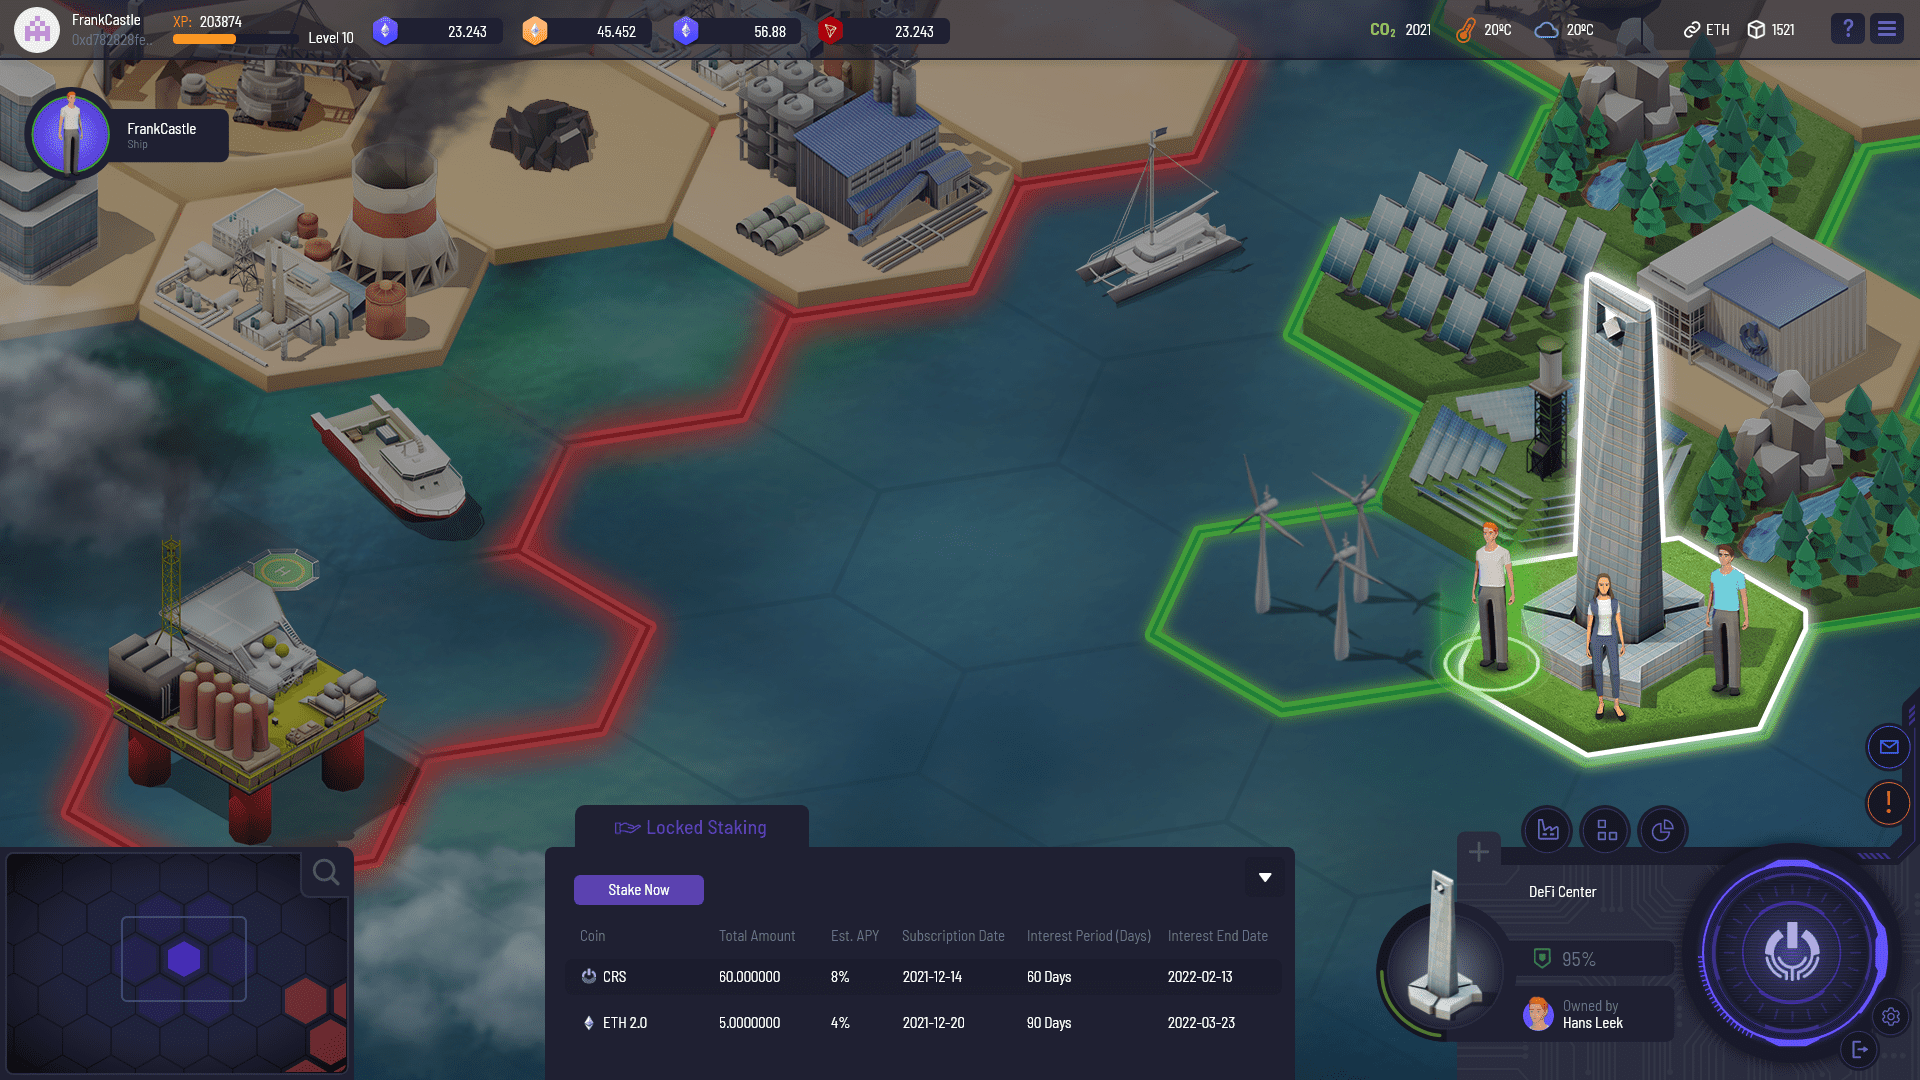 FrankCastle
0xd782828fe..
XP: 203874
Level 10
23.243
45.452
56.88
23.243
CO₂ 2021
20ºC
20ºC
ETH
1521
?
FrankCastle
Ship
H
Locked Staking
Stake Now
Coin Total Amount Est. APY Subscription Date Interest Period (Days) Interest End Date
CRS 60.000000 8% 2021-12-14 60 Days 2022-02-13
ETH 2.0 5.0000000 4% 2021-12-20 90 Days 2022-03-23
!
DeFi Center
95%
Owned by
Hans Leek